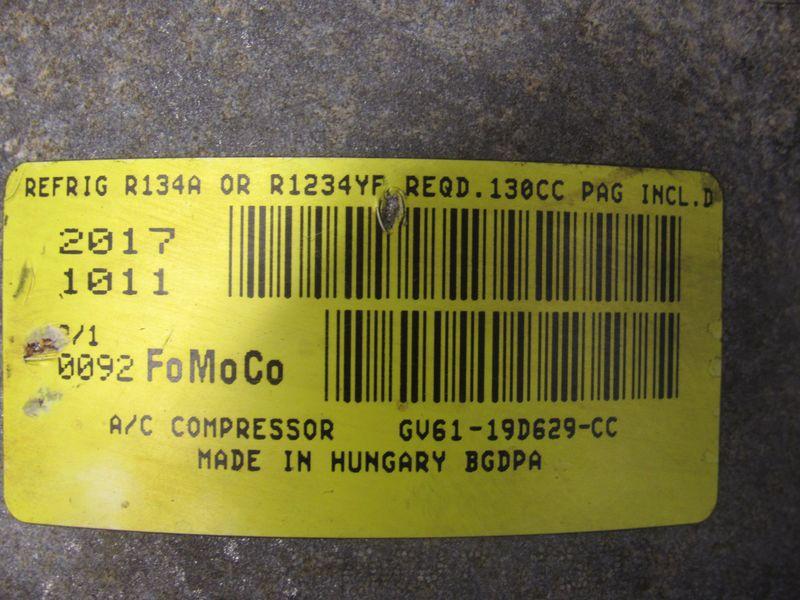 REFRIG R134A OR R1234YF REQD.130CC PAG INCL.D
2017
1011
/1
0092 FoMoCo
A/C COMPRESSOR GV61-19D629-CC
MADE IN HUNGARY BGDPA